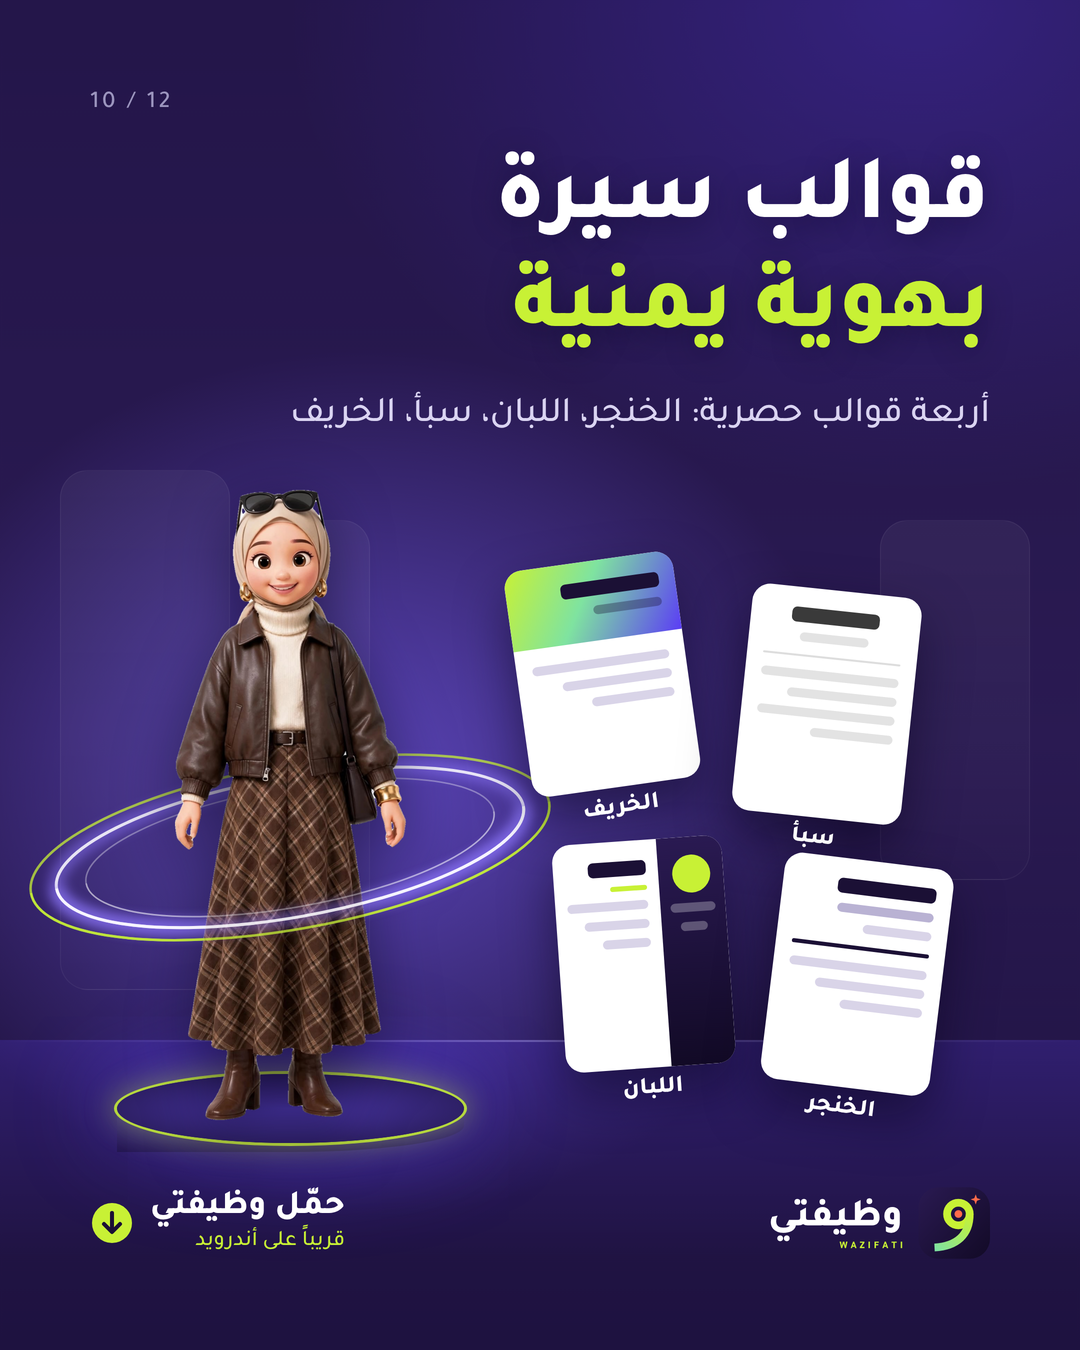 10 / 12
قوالب سيرة
بهوية يمنية
أربعة قوالب حصرية: الخنجر، اللبان، سبأ، الخريف
الخريف
سبأ
اللبان
الخنجر
وظيفتي
WAZIFATI
حمّل وظيفتي
قريباً على أندرويد